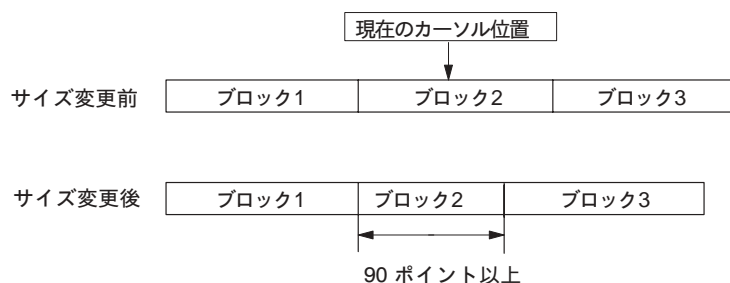 現在のカーソル位置
サイズ変更前 ブロック1 ブロック2 ブロック3
サイズ変更後 ブロック1 ブロック2 ブロック3
90 ポイント以上